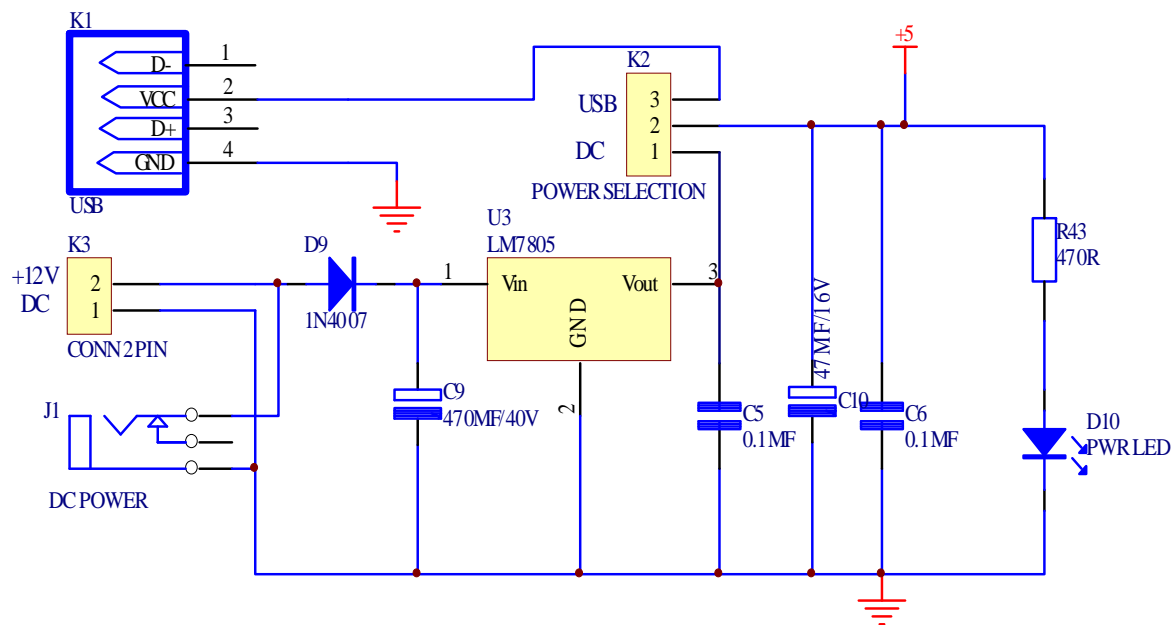 K1
D-
1
VCC
2
D+
3
GND
4
USB
K2
USB
3
2
DC
1
POWER SELECTION
+5
K3
+12V
2
DC
1
CONN 2PIN
D9
1N4007
U3
LM7805
1
Vin
Vout
3
GND
2
R43
470R
47MF/16V
C9
470MF/40V
J1
DC POWER
C5
0.1MF
C10
C6
0.1MF
D10
PWR LED